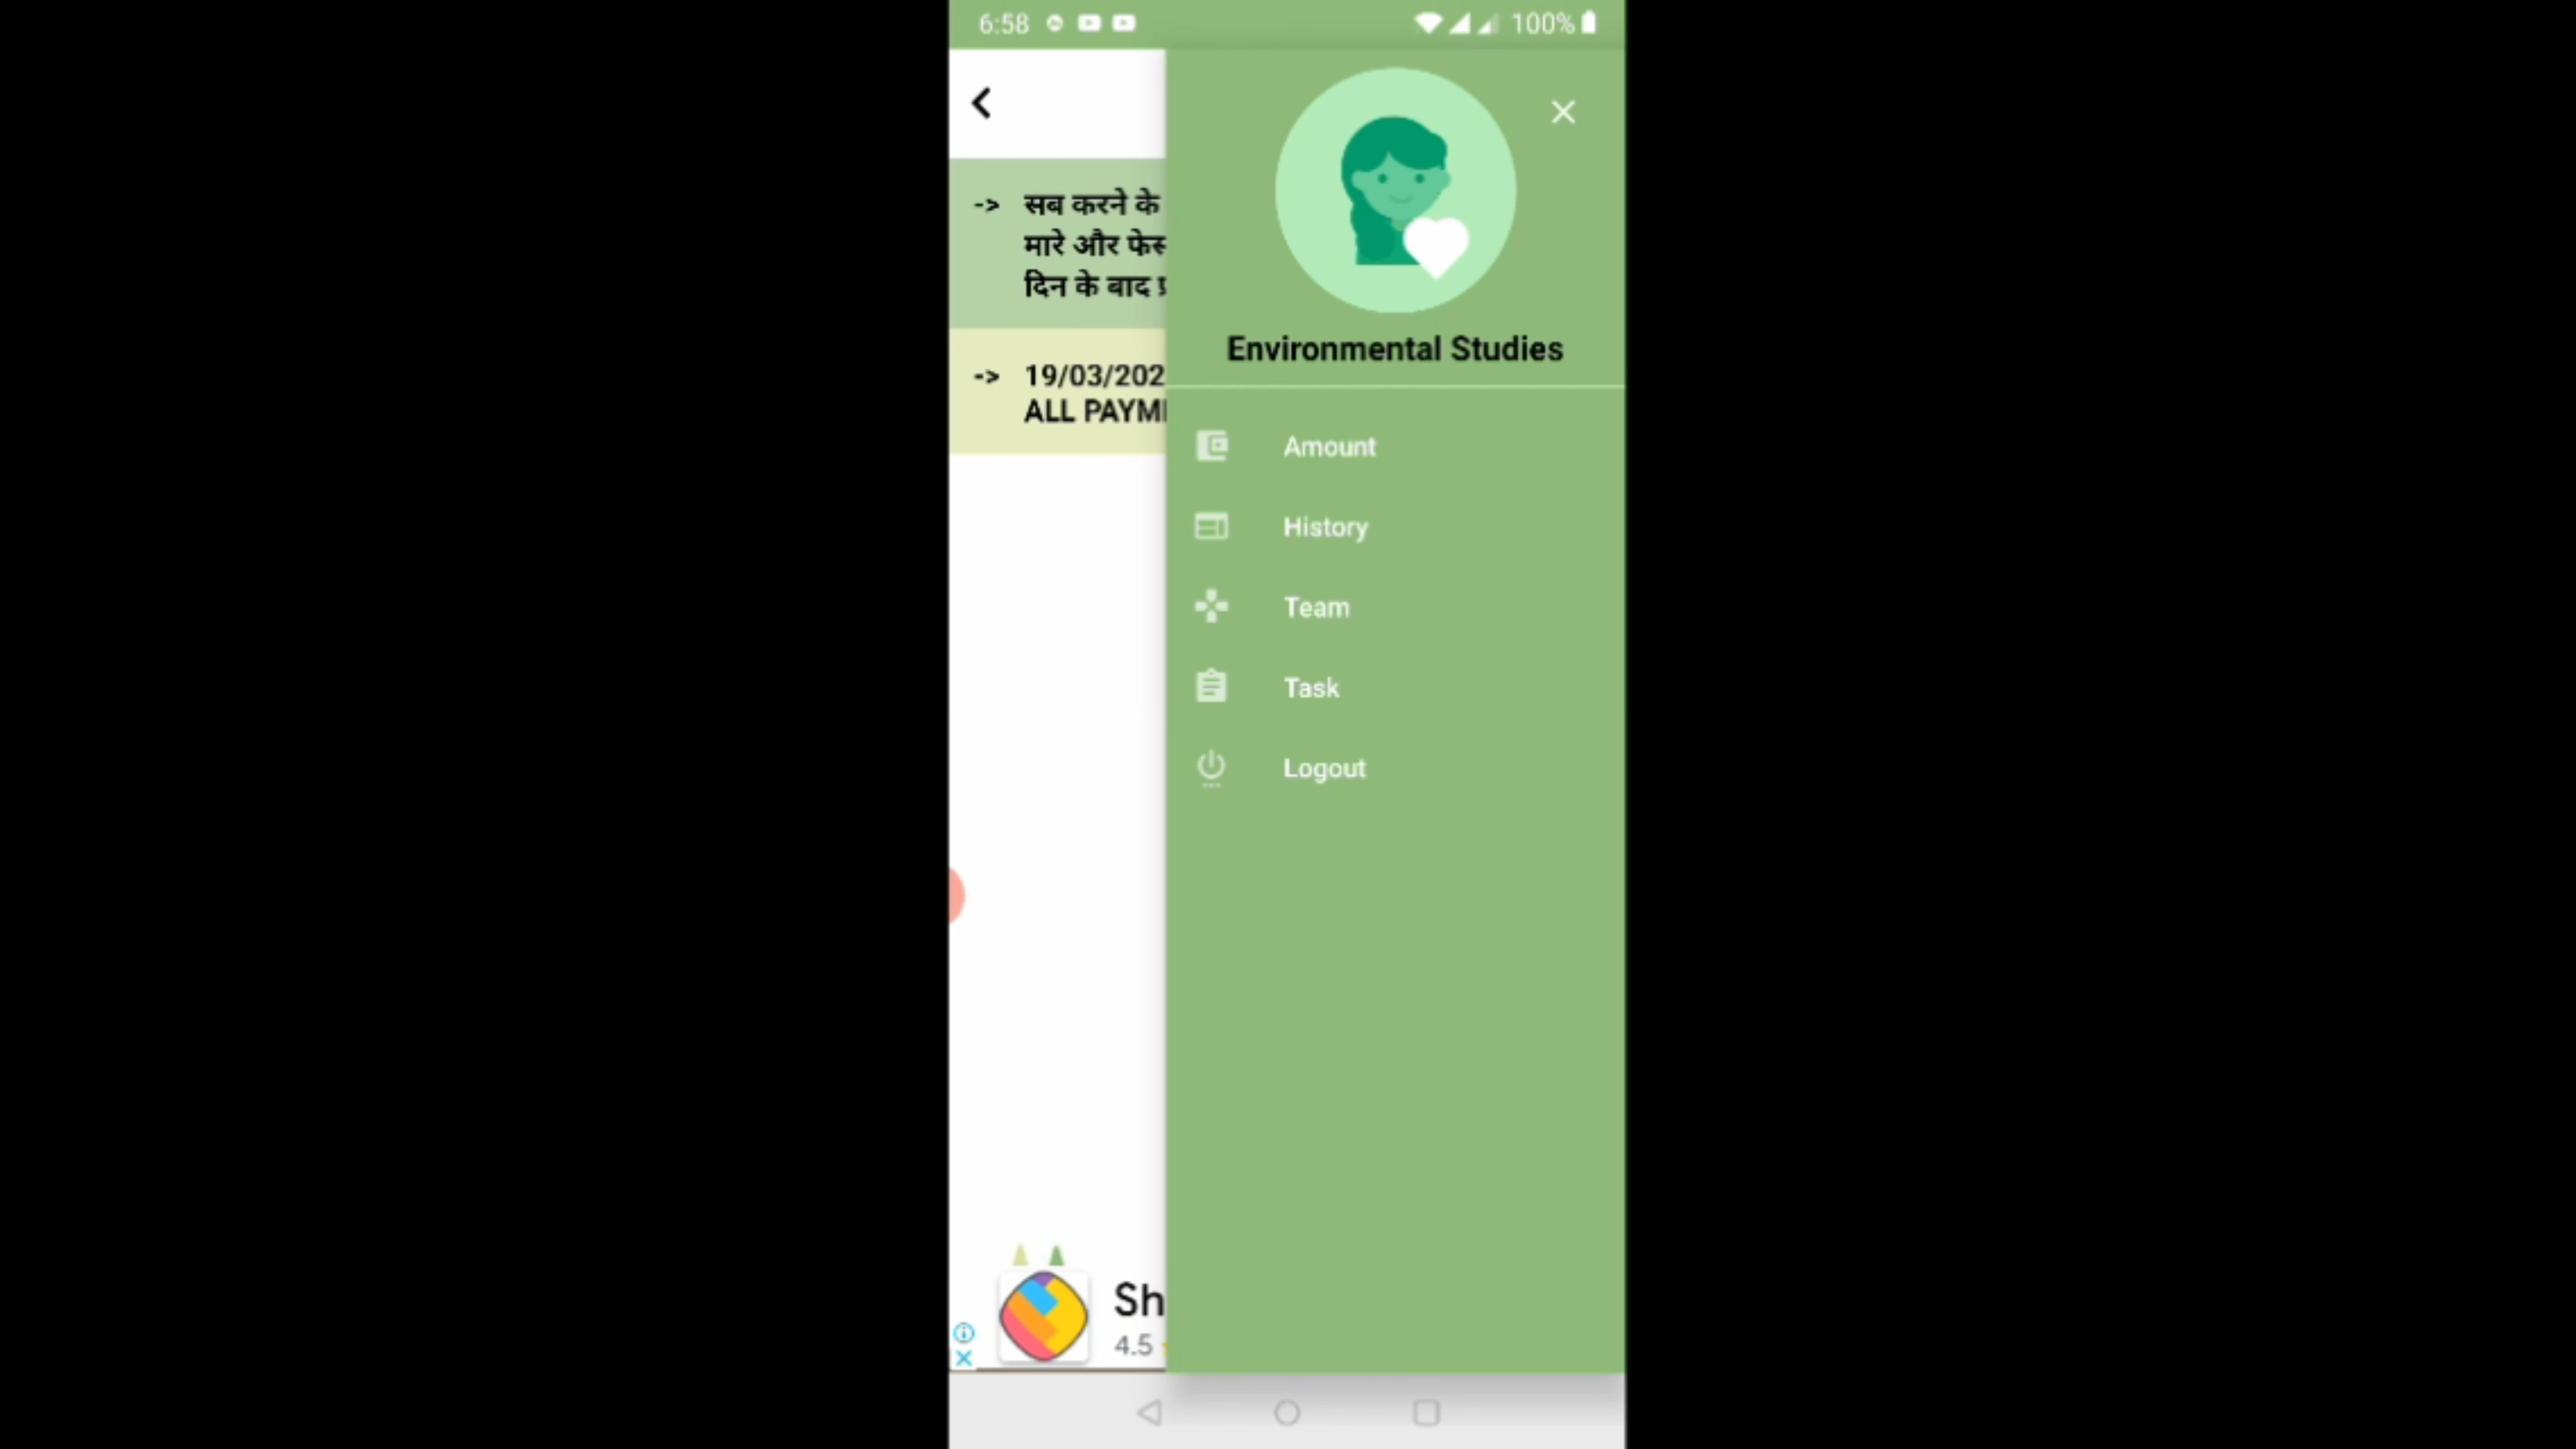 6:58
100%
-> सब करने के
मारे और
दिन के बाद
Environmental Studies
-> 19/03/202
ALL
Amount
History
Team
Task
Logout
Sh
4.5